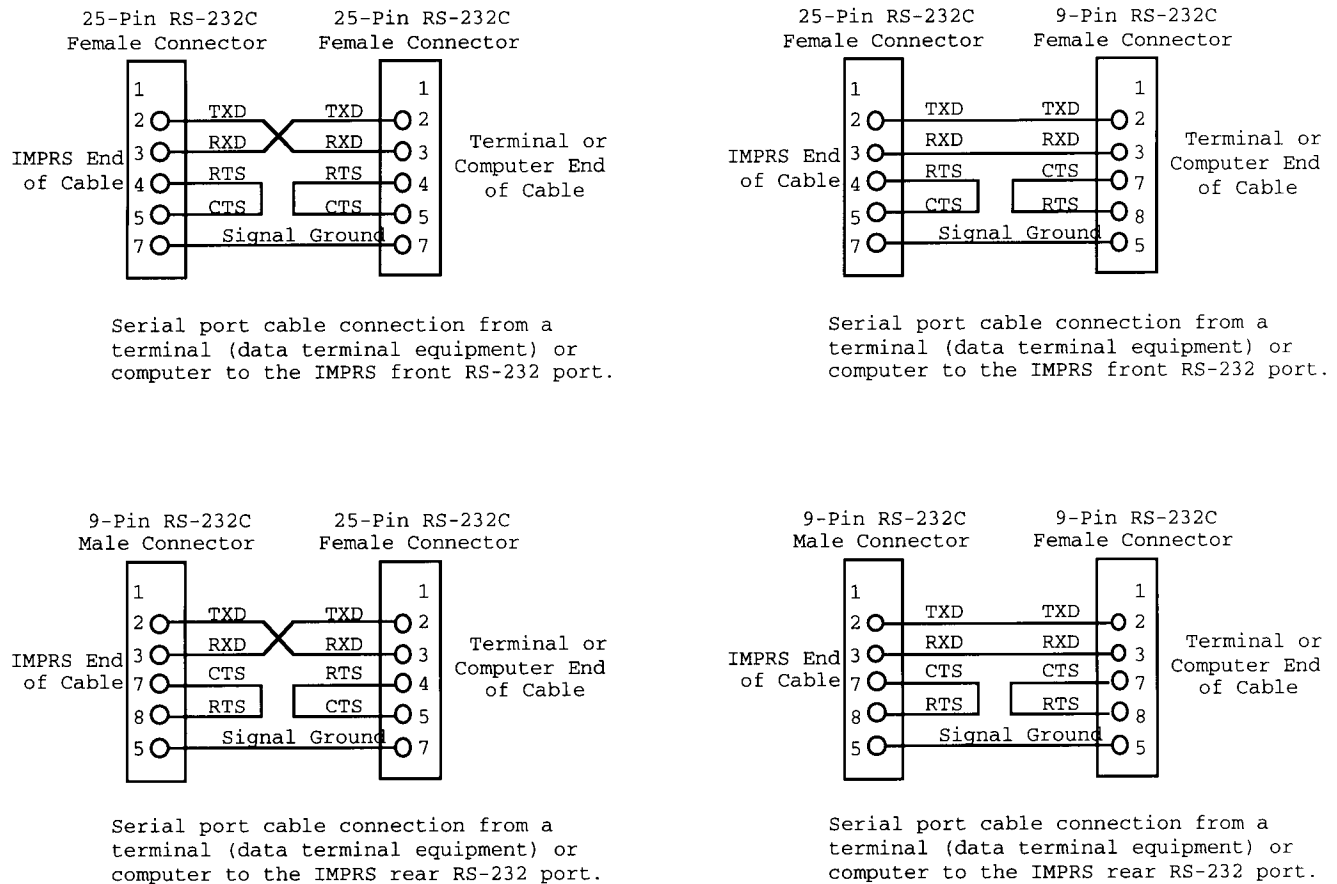 25-Pin RS-232C 25-Pin RS-232C
Female Connector Female Connector
1 1
TXD TXD
2 2
RXD RXD
3 3
RTS RTS
4 4
CTS CTS
5 5
Signal Ground
7 7
IMPRS End
of Cable
Terminal or
Computer End
of Cable
Serial port cable connection from a
terminal (data terminal equipment) or
computer to the IMPRS front RS-232 port.
25-Pin RS-232C 9-Pin RS-232C
Female Connector Female Connector
1 1
TXD TXD
2 2
RXD RXD
3 3
RTS CTS
4 7
CTS RTS
5 8
Signal Ground
7 5
IMPRS End
of Cable
Terminal or
Computer End
of Cable
Serial port cable connection from a
terminal (data terminal equipment) or
computer to the IMPRS front RS-232 port.
9-Pin RS-232C 25-Pin RS-232C
Male Connector Female Connector
1 1
TXD TXD
2 2
RXD RXD
3 3
CTS RTS
7 4
RTS CTS
8 5
Signal Ground
5 7
IMPRS End
of Cable
Terminal or
Computer End
of Cable
Serial port cable connection from a
terminal (data terminal equipment) or
computer to the IMPRS rear RS-232 port.
9-Pin RS-232C 9-Pin RS-232C
Male Connector Female Connector
1 1
TXD TXD
2 2
RXD RXD
3 3
CTS CTS
7 7
RTS RTS
8 8
Signal Ground
5 5
IMPRS End
of Cable
Terminal or
Computer End
of Cable
Serial port cable connection from a
terminal (data terminal equipment) or
computer to the IMPRS rear RS-232 port.